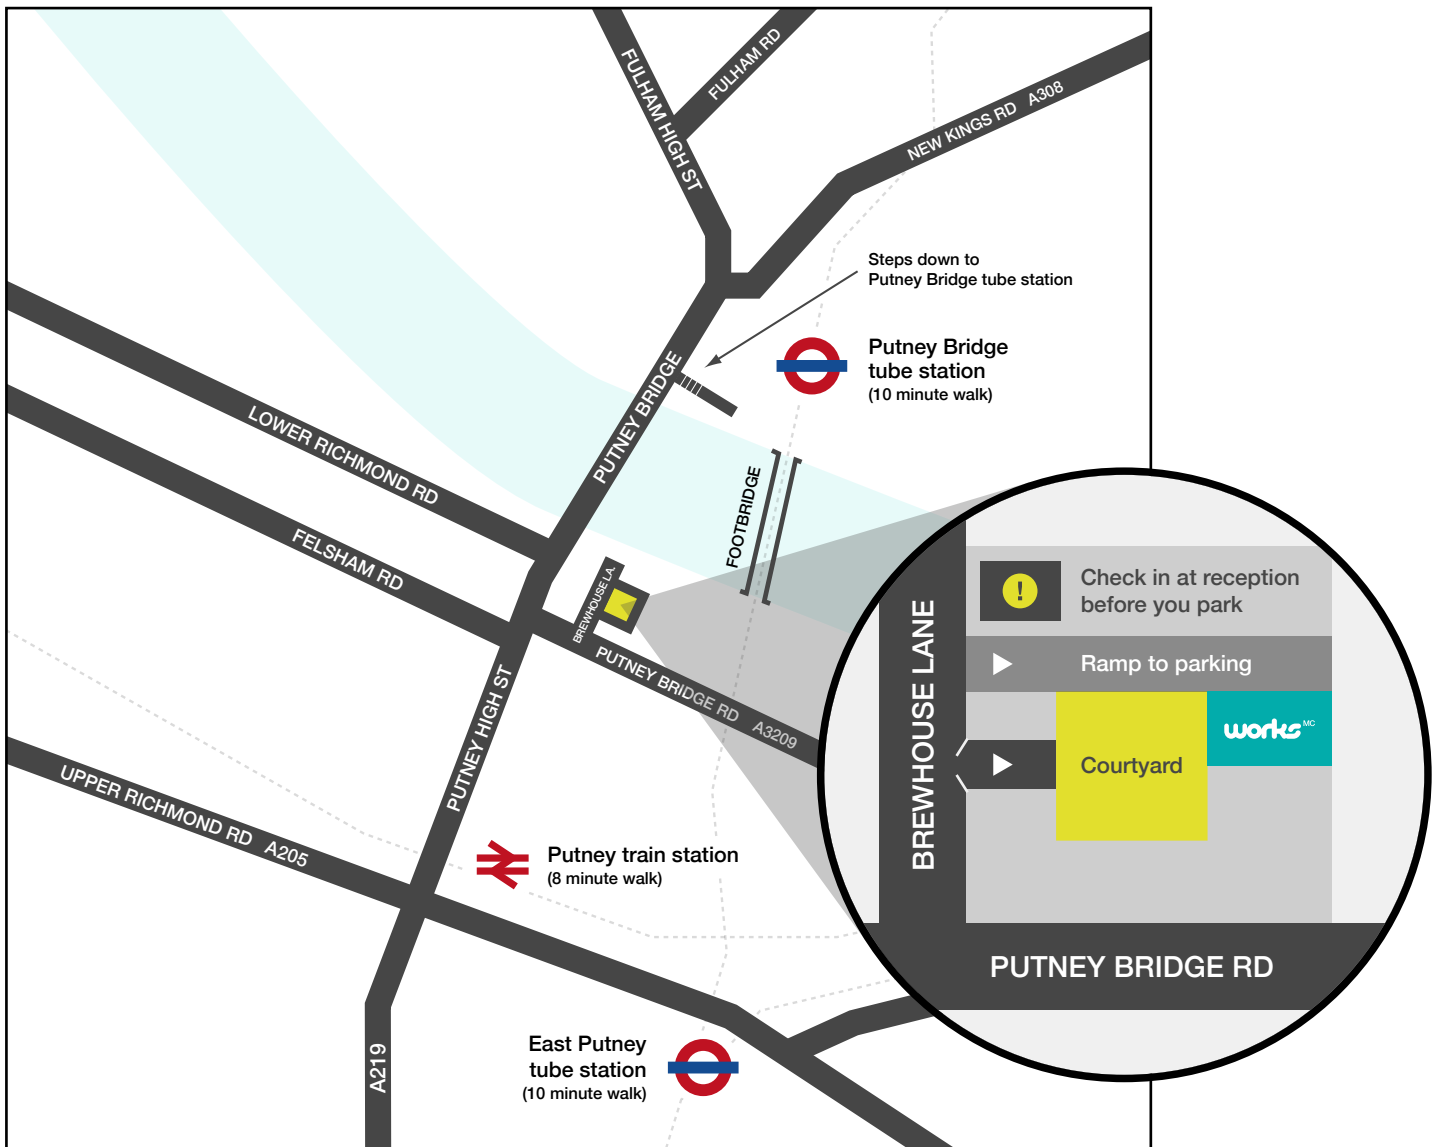 FULHAM HIGH ST
FULHAM RD
NEW KINGS RD A308
Steps down to
Putney Bridge tube station
Putney Bridge
tube station
(10 minute walk)
PUTNEY BRIDGE
LOWER RICHMOND RD
FELSHAM RD
FOOTBRIDGE
BREWHOUSE LA.
PUTNEY BRIDGE RD A3209
PUTNEY HIGH ST
UPPER RICHMOND RD A205
Putney train station
(8 minute walk)
East Putney
tube station
(10 minute walk)
A219
BREWHOUSE LANE
!
Check in at reception
before you park
Ramp to parking
works MC
Courtyard
PUTNEY BRIDGE RD